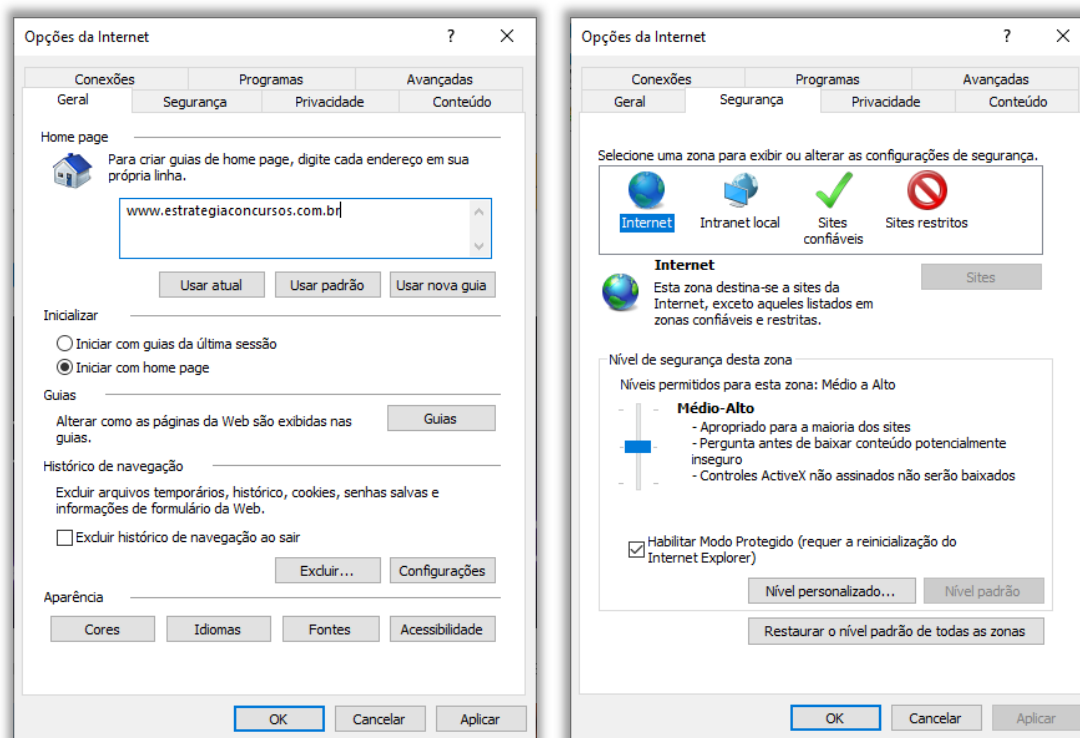 Opções da Internet
?
Conexões
Programas
Avançadas
Geral
Segurança
Privacidade
Conteúdo
Home page
Para criar guias de home page, digite cada endereço em sua
própria linha.
www.estrategiaconcursos.com.br
Usar atual
Usar padrão
Usar nova guia
Inicializar
Iniciar com guias da última sessão
Iniciar com home page
Guias
Alterar como as páginas da Web são exibidas nas
guias.
Guias
Histórico de navegação
Excluir arquivos temporários, histórico, cookies, senhas salvas e
informações de formulário da Web.
Excluir histórico de navegação ao sair
Excluir...
Configurações
Aparência
Cores
Idiomas
Fontes
Acessibilidade
OK
Cancelar
Aplicar
Opções da Internet
?
Conexões
Programas
Avançadas
Geral
Segurança
Privacidade
Conteúdo
Selecione uma zona para exibir ou alterar as configurações de segurança.
Internet
Intranet local
Sites
confiáveis
Sites restritos
Internet
Esta zona destina-se a sites da
Internet, exceto aqueles listados em
zonas confiáveis e restritas.
Sites
Nível de segurança desta zona
Níveis permitidos para esta zona: Médio a Alto
Médio-Alto
- Apropriado para a maioria dos sites
- Pergunta antes de baixar conteúdo potencialmente
inseguro
- Controles ActiveX não assinados não serão baixados
Habilitar Modo Protegido (requer a reinicialização do
Internet Explorer)
Nível personalizado...
Nível padrão
Restaurar o nível padrão de todas as zonas
OK
Cancelar
Aplicar